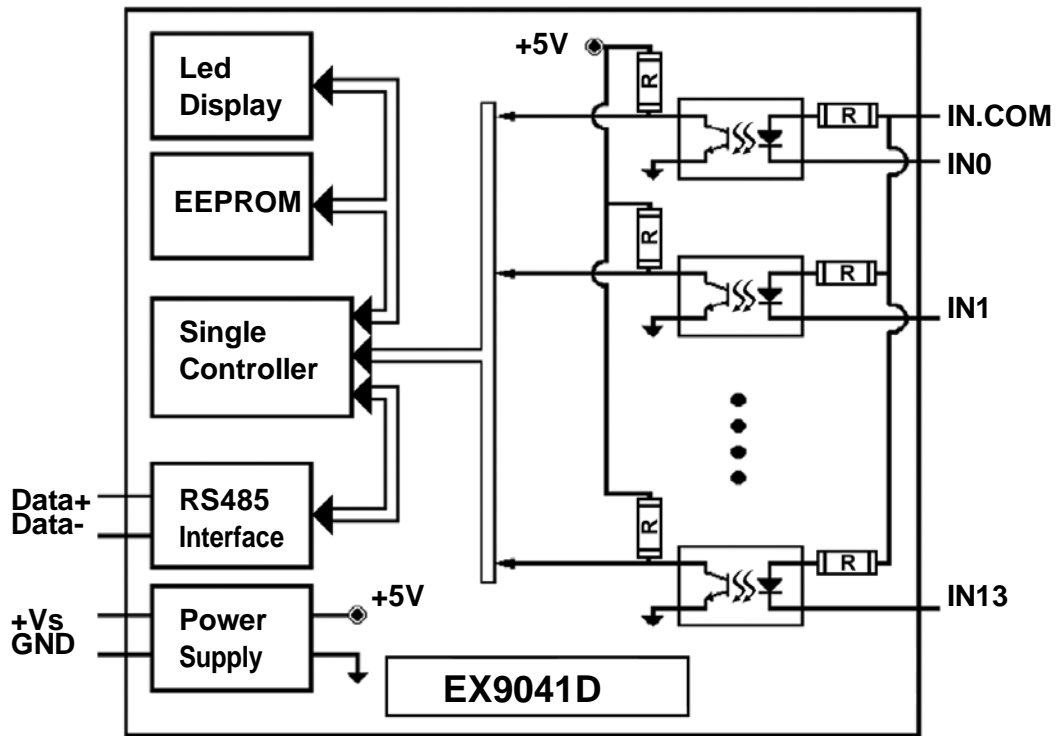 Led
Display
EEPROM
Single
Controller
RS485
Interface
Power
Supply
Data+
Data-
+Vs
GND
+5V
+5V
R
R
IN.COM
IN0
R
R
IN1
R
R
IN13
EX9041D